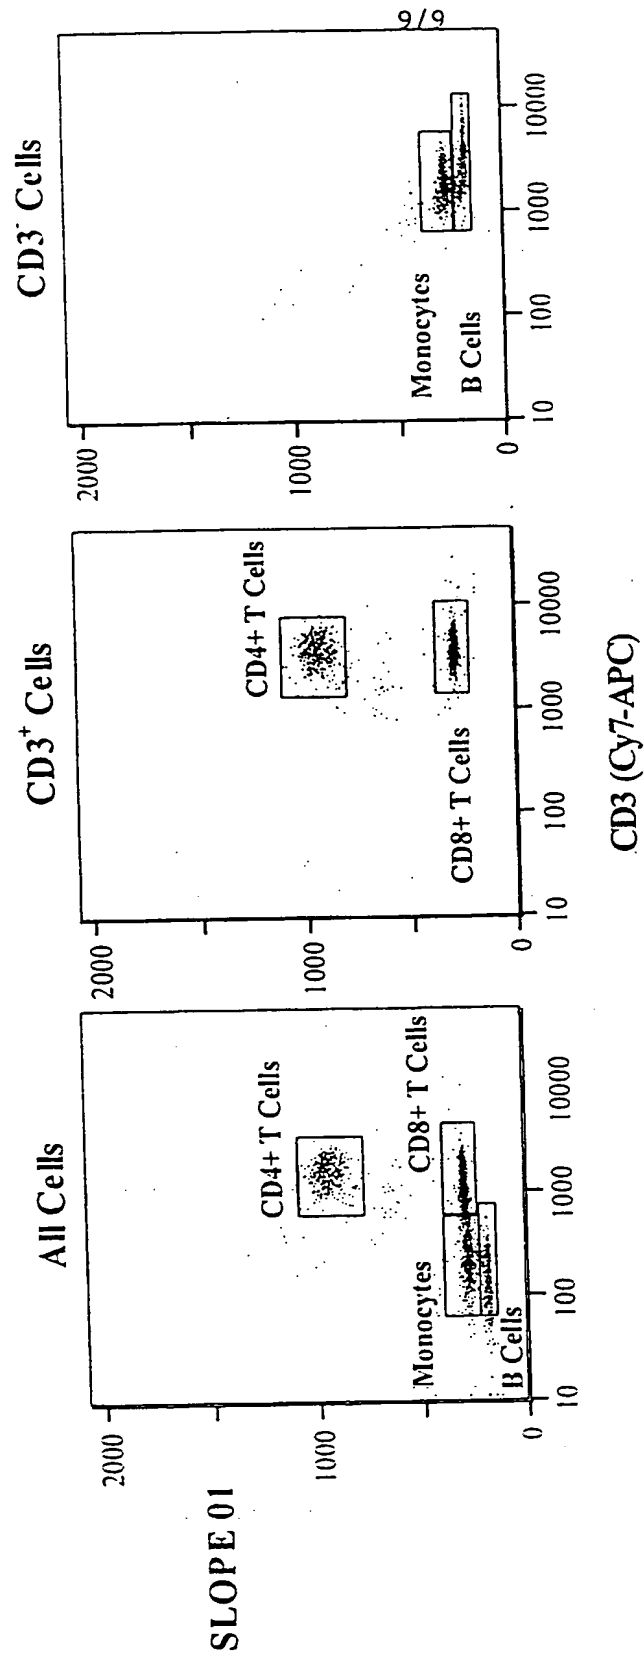 6/6
All Cells
CD3⁺ Cells
CD3⁻ Cells
SLOPE 01
2000
1000
0
CD4+ T Cells
CD8+ T Cells
Monocytes
B Cells
10
100
1000
10000
2000
1000
0
CD4+ T Cells
CD8+ T Cells
10
100
1000
10000
2000
1000
0
Monocytes
B Cells
10
100
1000
10000
CD3 (Cy7-APC)